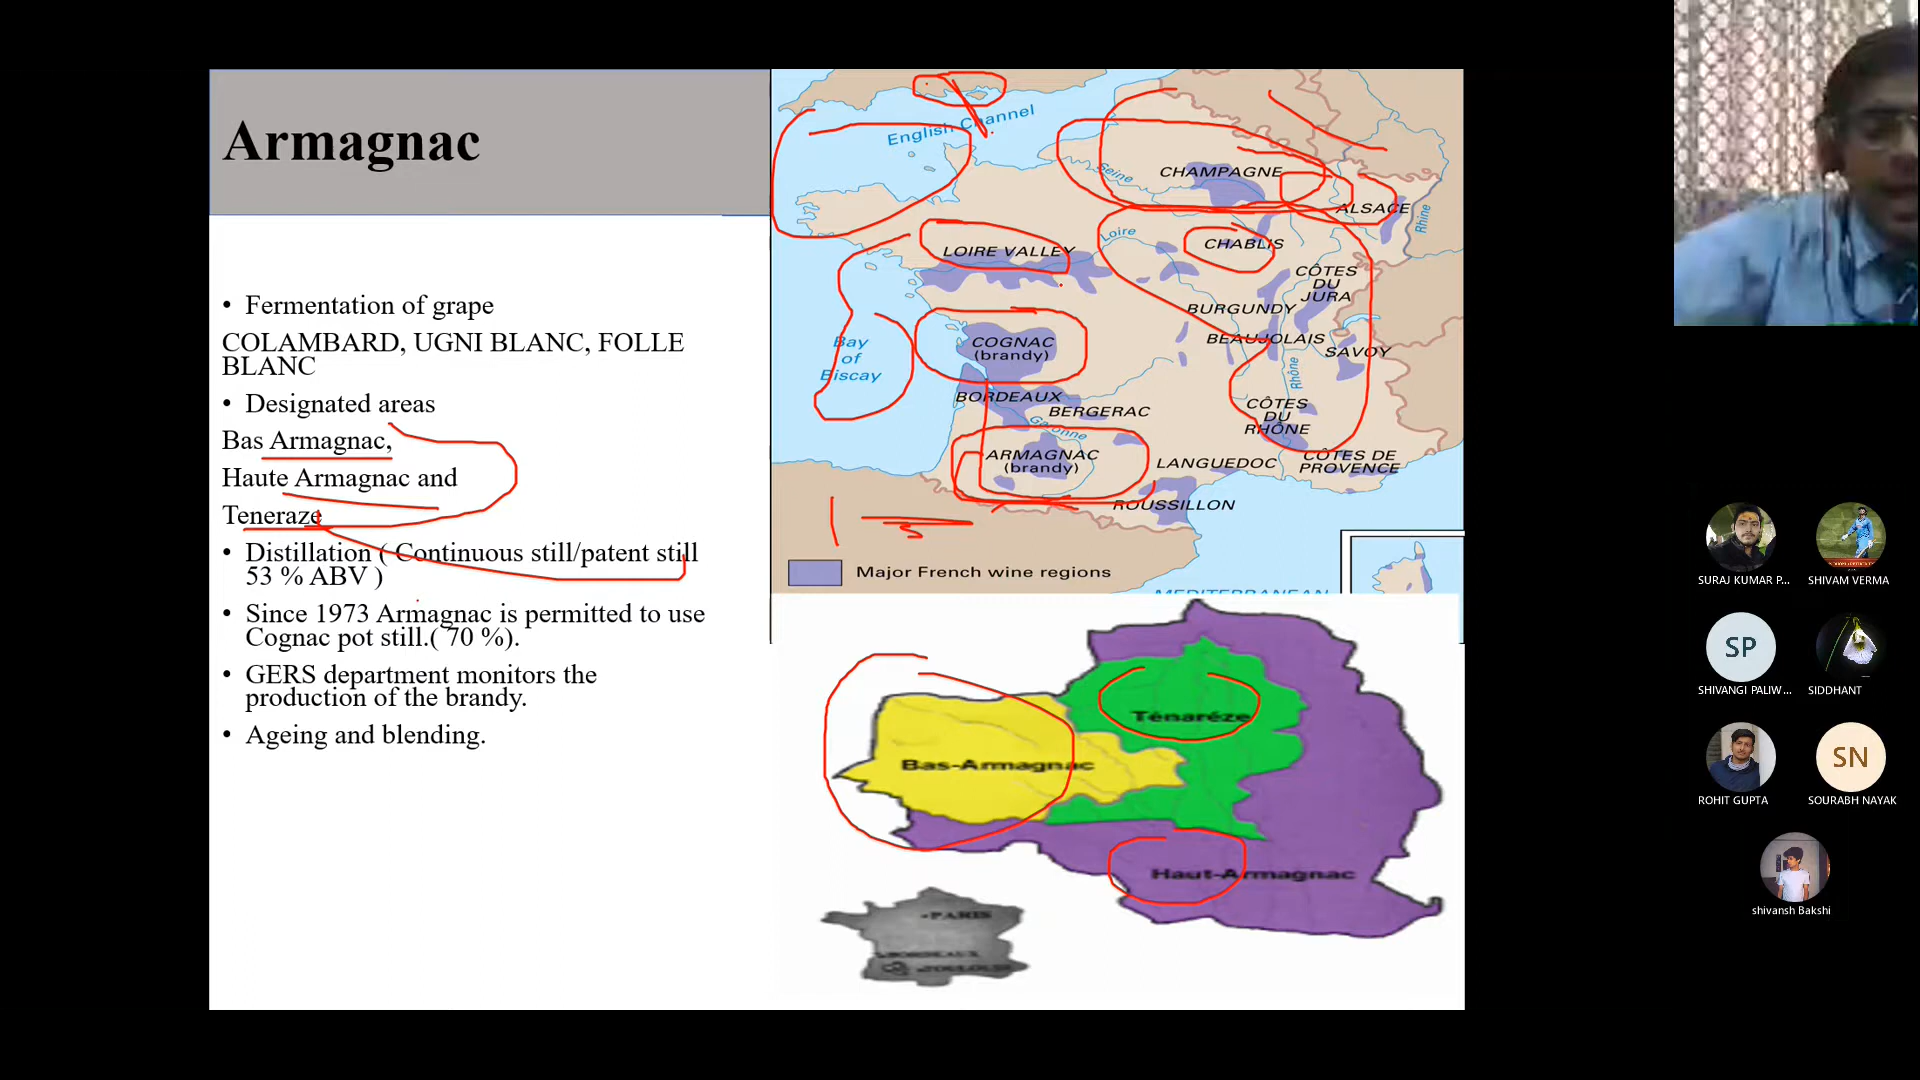 Armagnac
• Fermentation of grape
COLAMBARD, UGNI BLANC, FOLLE
BLANC
• Designated areas
Bas Armagnac,
Haute Armagnac and
Teneraze
• Distillation ( Continuous still/patent still
53 % ABV )
• Since 1973 Armagnac is permitted to use
Cognac pot still.( 70 %).
• GERS department monitors the
production of the brandy.
• Ageing and blending.
English Channel
Seine
CHAMPAGNE
ALSACE
Rhine
LOIRE VALLEY
Loire
CHABLIS
CÔTES
DU
JURA
BURGUNDY
Bay
of
Biscay
COGNAC
(brandy)
BEAUJOLAIS
SAVOY
Rhône
BORDEAUX
BERGERAC
Garonne
CÔTES
DU
RHÔNE
ARMAGNAC
(brandy)
LANGUEDOC
CÔTES DE
PROVENCE
ROUSSILLON
Major French wine regions
MEDITERRANEAN
Ténaréze
Bas-Armagnac
Haut-Armagnac
PARIS
BORDEAUX
TOULOUSE
SURAJ KUMAR P...
SHIVAM VERMA
SP
SHIVANGI PALIW...
SIDDHANT
ROHIT GUPTA
SN
SOURABH NAYAK
shivansh Bakshi